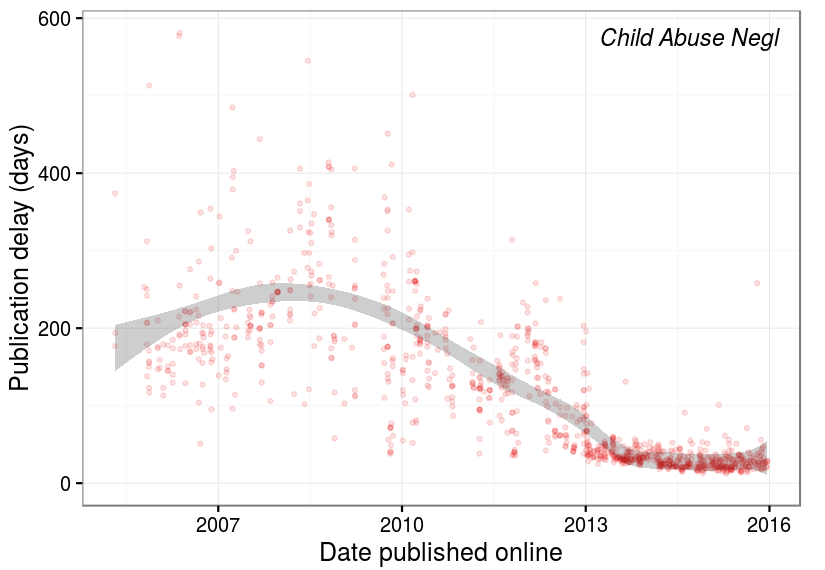 Child Abuse Negl
Publication delay (days)
600
400
200
0
2007 2010 2013 2016
Date published online